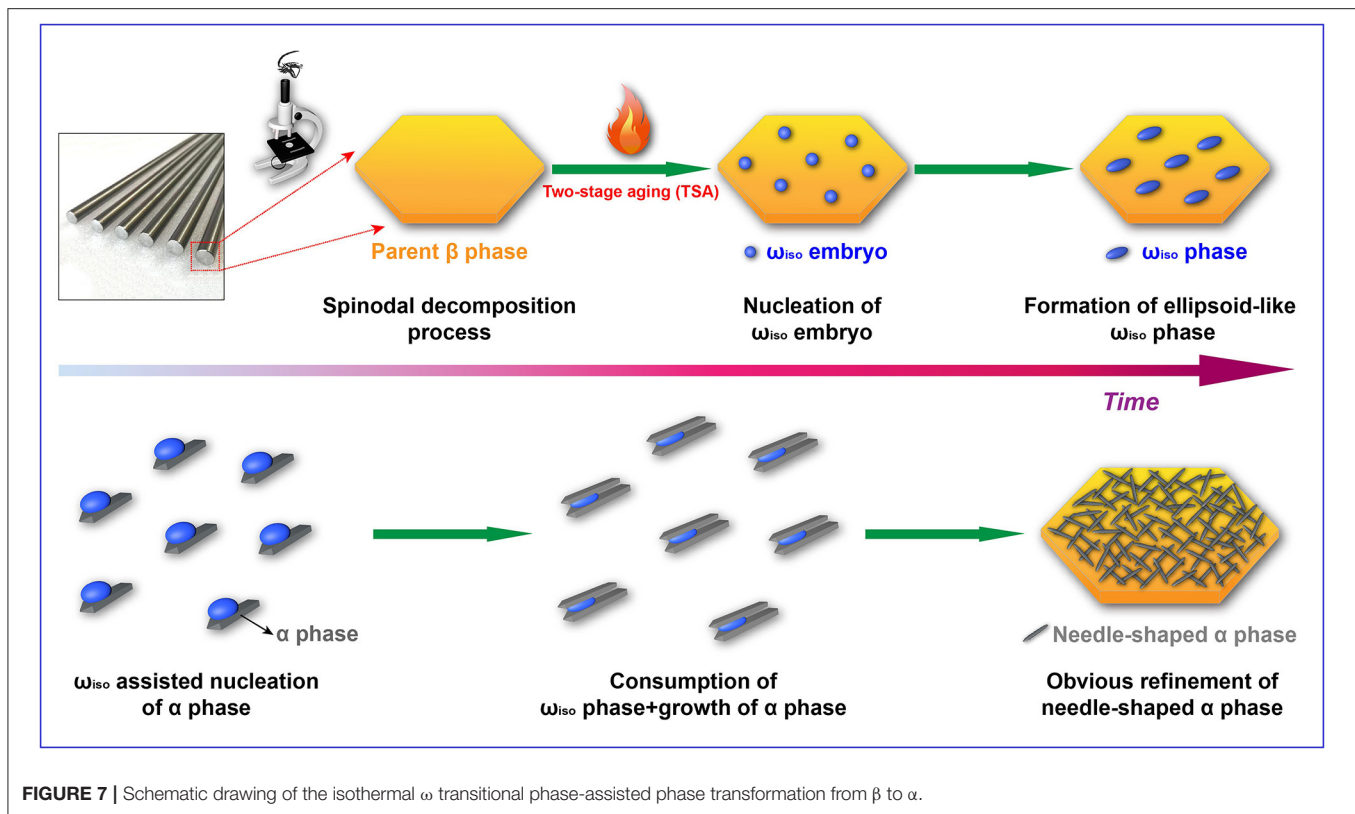 Two-stage aging (TSA)
Parent β phase
ωiso embryo
ωiso phase
Spinodal decomposition
process
Nucleation of
ωiso embryo
Formation of ellipsoid-like
ωiso phase
Time
α phase
Needle-shaped α phase
ωiso assisted nucleation
of α phase
Consumption of
ωiso phase+growth of α phase
Obvious refinement of
needle-shaped α phase
FIGURE 7 | Schematic drawing of the isothermal ω transitional phase-assisted phase transformation from β to α.